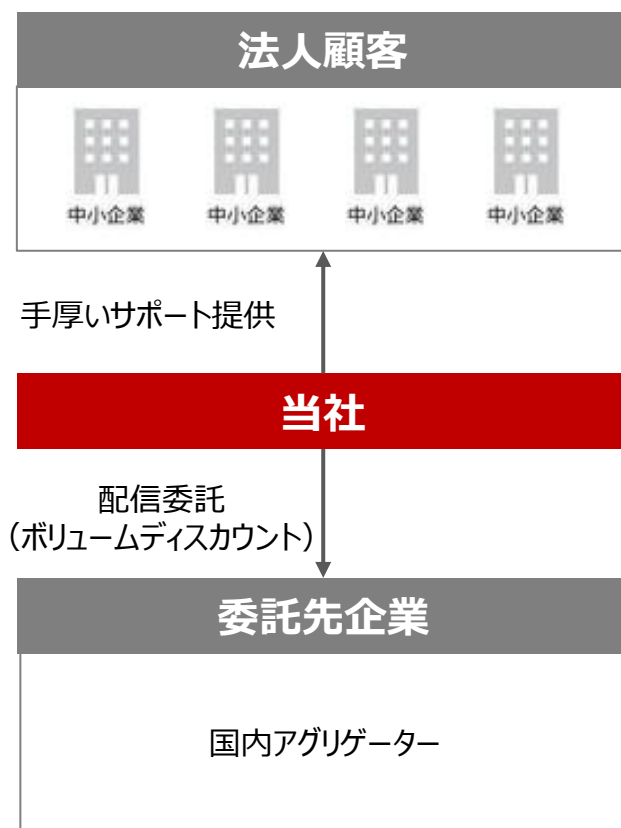 法人顧客
中小企業 中小企業 中小企業 中小企業
手厚いサポート提供
当社
配信委託
（ボリュームディスカウント）
委託先企業
国内アグリゲーター